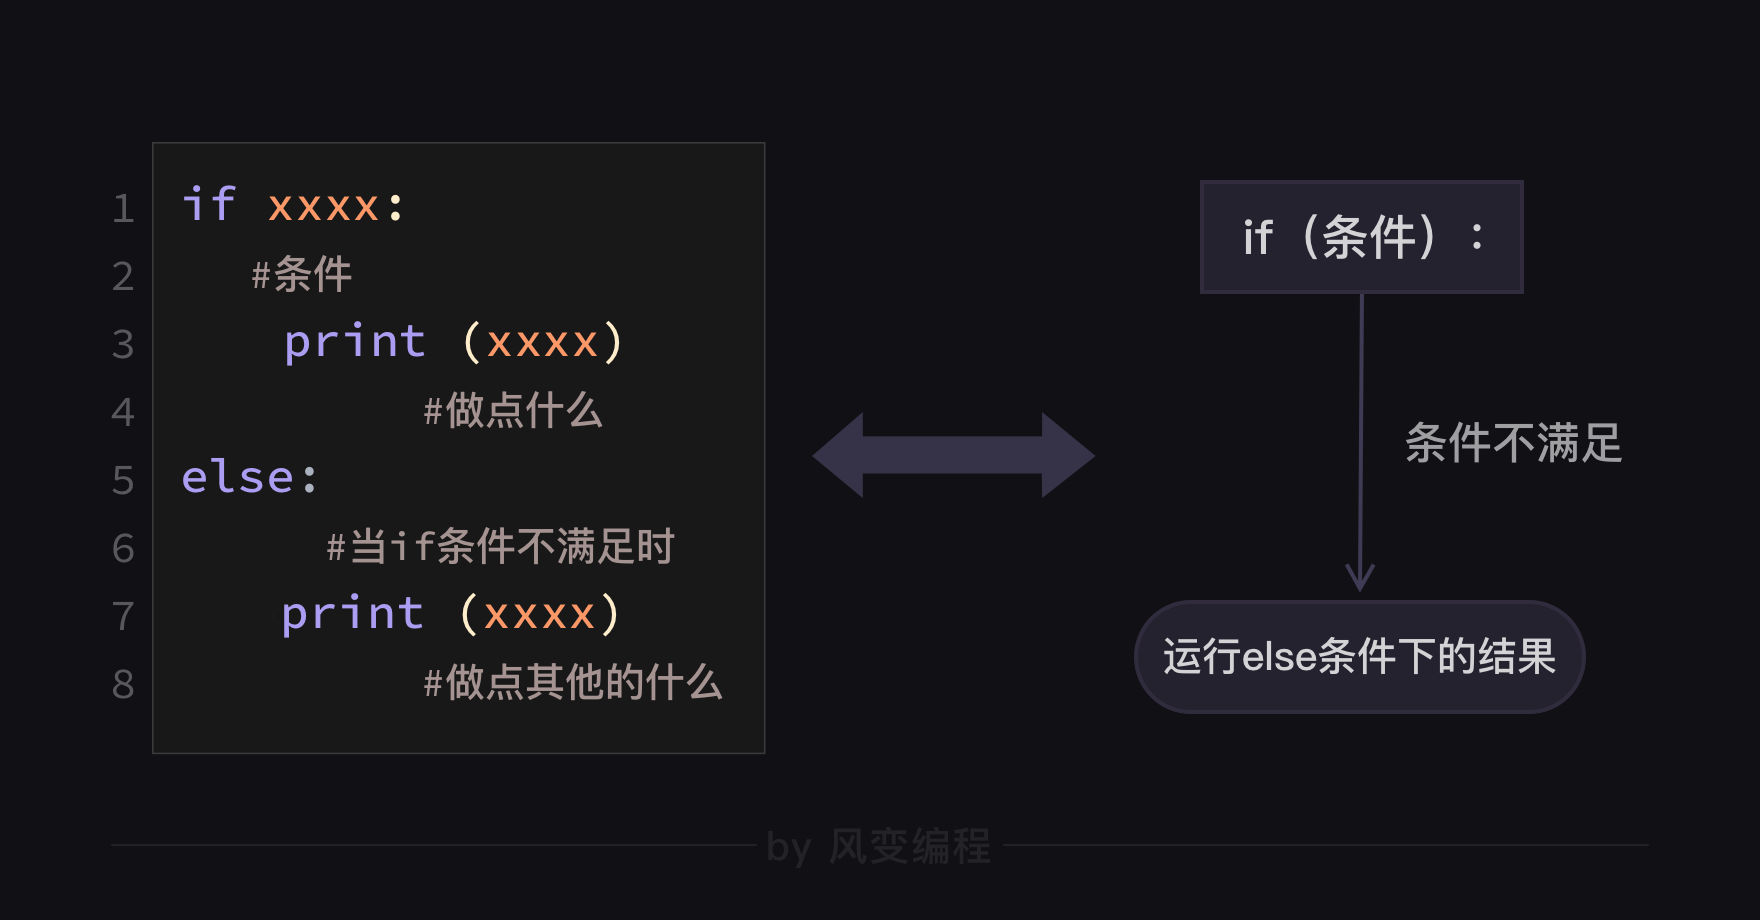 1 if xxxx:
2 #条件
3 print (xxxx)
4 #做点什么
5 else:
6 #当if条件不满足时
7 print (xxxx)
8 #做点其他的什么
if（条件）:
条件不满足
运行else条件下的结果
by 风变编程